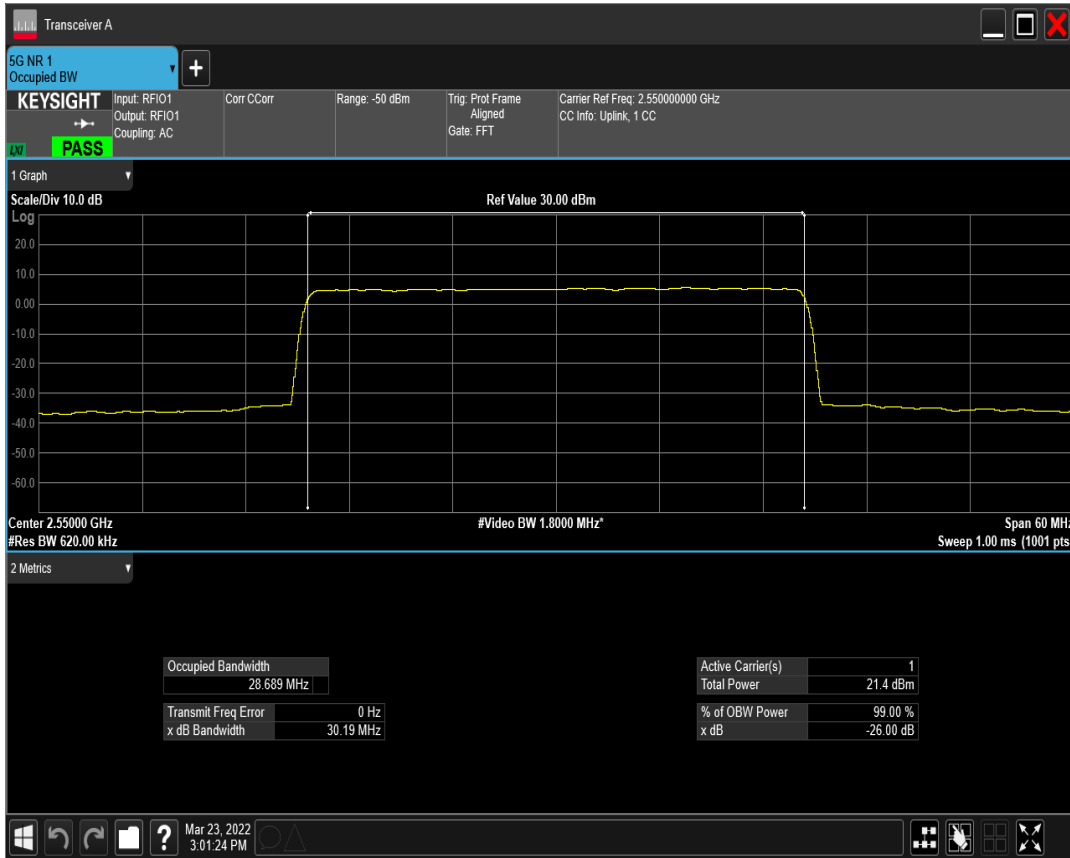 Transceiver A
5G NR 1
Occupied BW
KEYSIGHT
LXI
PASS
Input: RFIO1
Output: RFIO1
Coupling: AC
Corr CCorr
Range: -50 dBm
Trig: Prot Frame
Aligned
Gate: FFT
Carrier Ref Freq: 2.550000000 GHz
CC Info: Uplink, 1 CC
1 Graph
Scale/Div 10.0 dB
Ref Value 30.00 dBm
Log
20.0
10.0
0.00
-10.0
-20.0
-30.0
-40.0
-50.0
-60.0
Center 2.55000 GHz
#Video BW 1.8000 MHz*
Span 60 MHz
#Res BW 620.00 kHz
Sweep 1.00 ms (1001 pts
2 Metrics
Occupied Bandwidth
28.689 MHz
Transmit Freq Error 0 Hz
x dB Bandwidth 30.19 MHz
Active Carrier(s) 1
Total Power 21.4 dBm
% of OBW Power 99.00 %
x dB -26.00 dB
?
Mar 23, 2022
3:01:24 PM